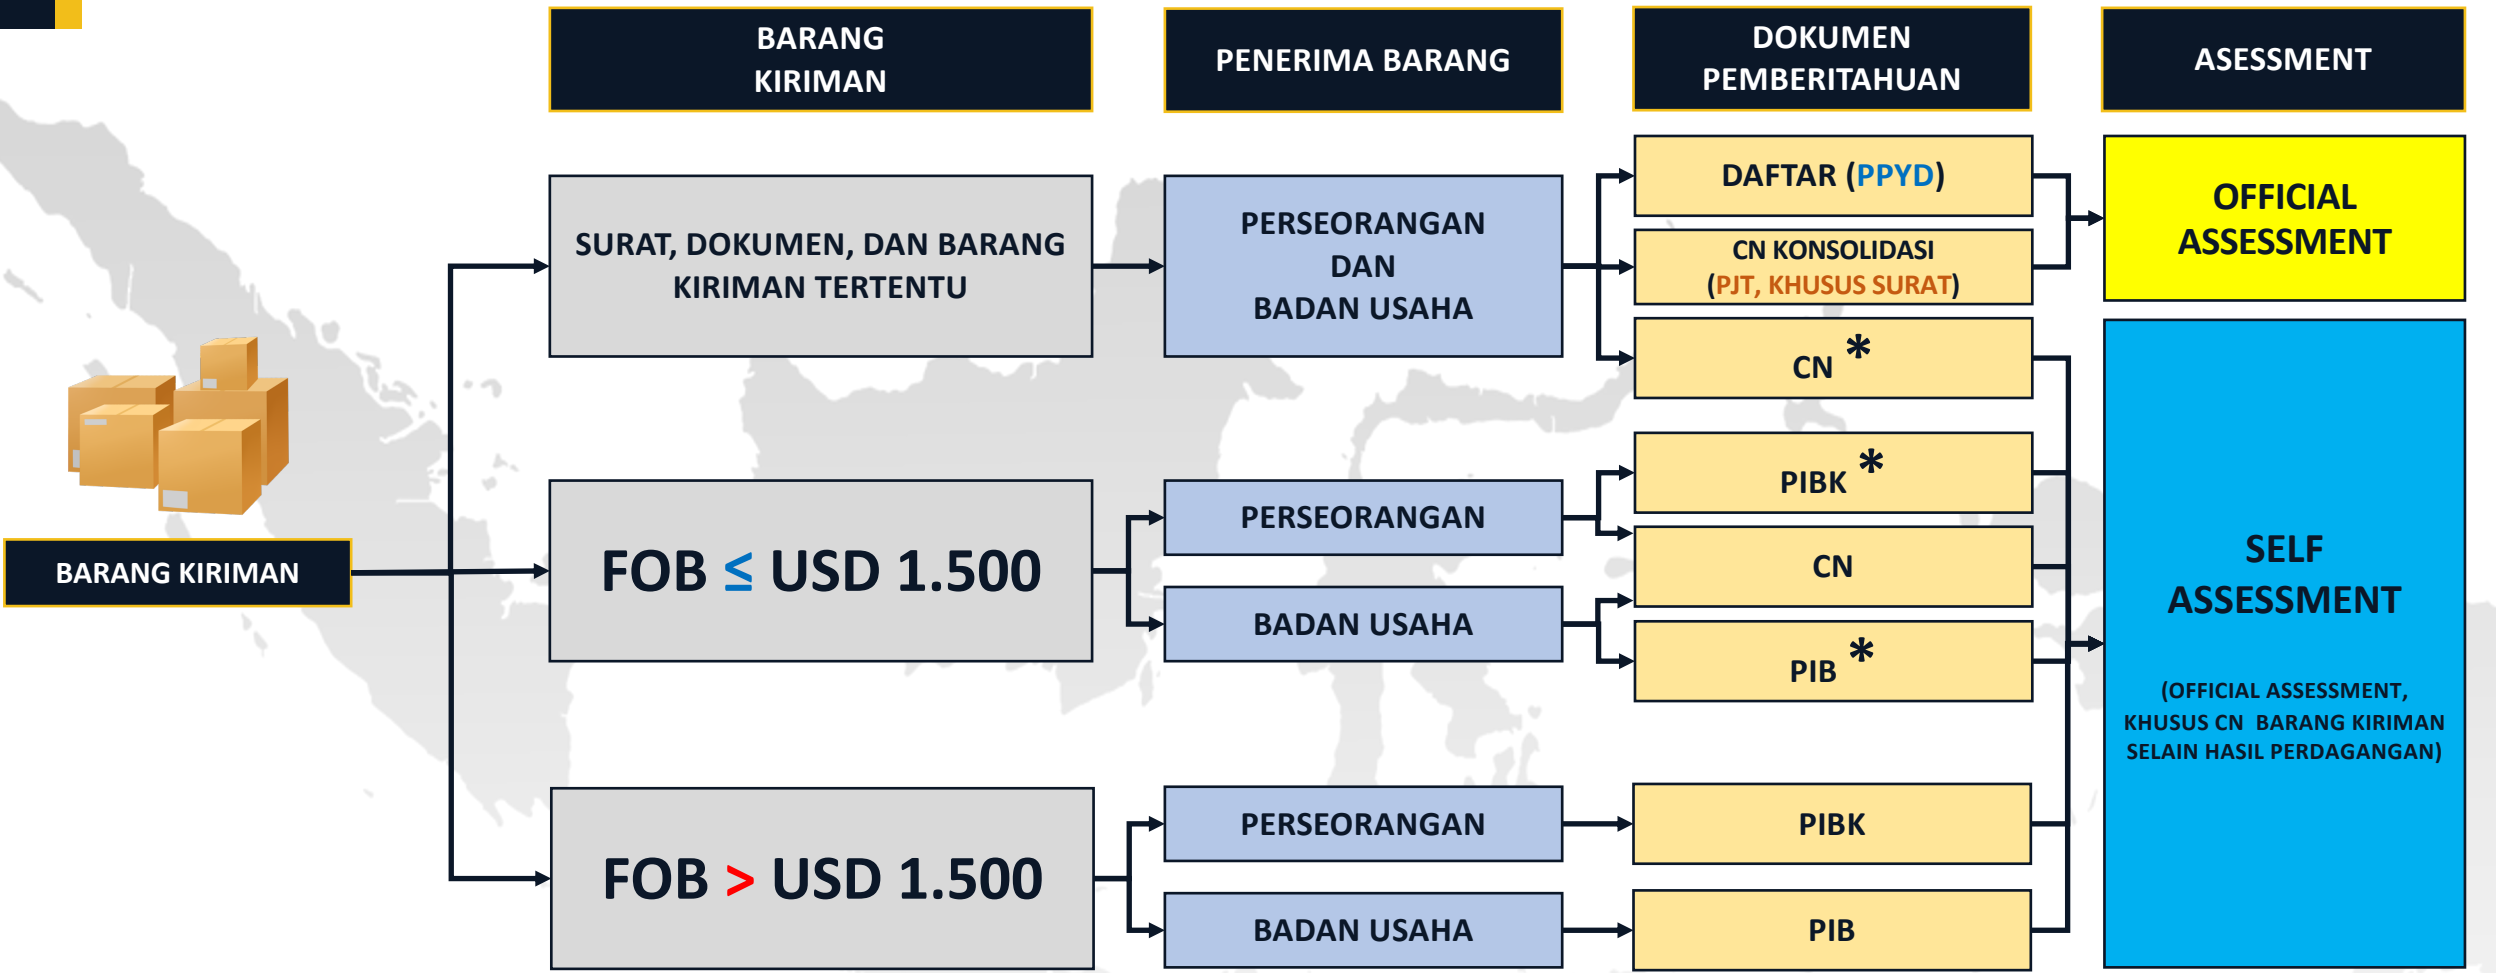 BARANG
KIRIMAN
PENERIMA BARANG
DOKUMEN
PEMBERITAHUAN
ASESSMENT
BARANG KIRIMAN
SURAT, DOKUMEN, DAN BARANG
KIRIMAN TERTENTU
PERSEORANGAN
DAN
BADAN USAHA
DAFTAR (PPYD)
CN KONSOLIDASI
(PJT, KHUSUS SURAT)
CN *
OFFICIAL
ASSESSMENT
FOB ≤ USD 1.500
PERSEORANGAN
BADAN USAHA
PIBK *
CN
PIB *
FOB > USD 1.500
PERSEORANGAN
BADAN USAHA
PIBK
PIB
SELF
ASSESSMENT
(OFFICIAL ASSESSMENT,
KHUSUS CN BARANG KIRIMAN
SELAIN HASIL PERDAGANGAN)